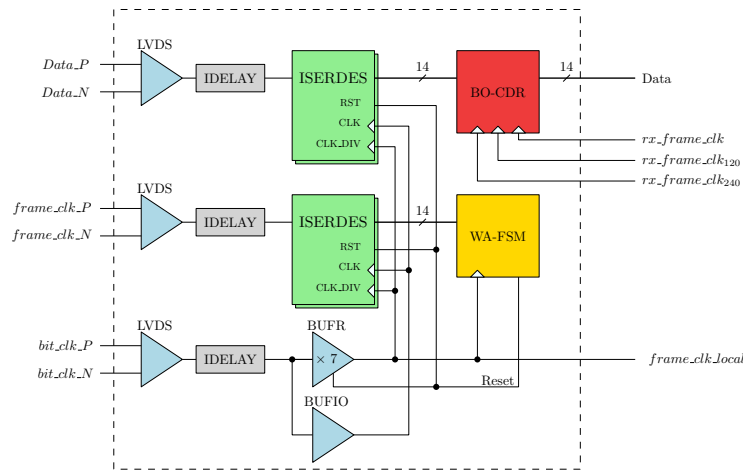 LVDS
14
14
Data_P
IDELAY
ISERDES
BO-CDR
Data
Data_N
RST
CLK
CLK_DIV
rx_frame_clk
rx_frame_clk120
rx_frame_clk240
LVDS
14
frame_clk_P
IDELAY
ISERDES
WA-FSM
frame_clk_N
RST
CLK
CLK_DIV
LVDS
BUFR
bit_clk_P
IDELAY
× 7
frame_clk_local
bit_clk_N
Reset
BUFIO